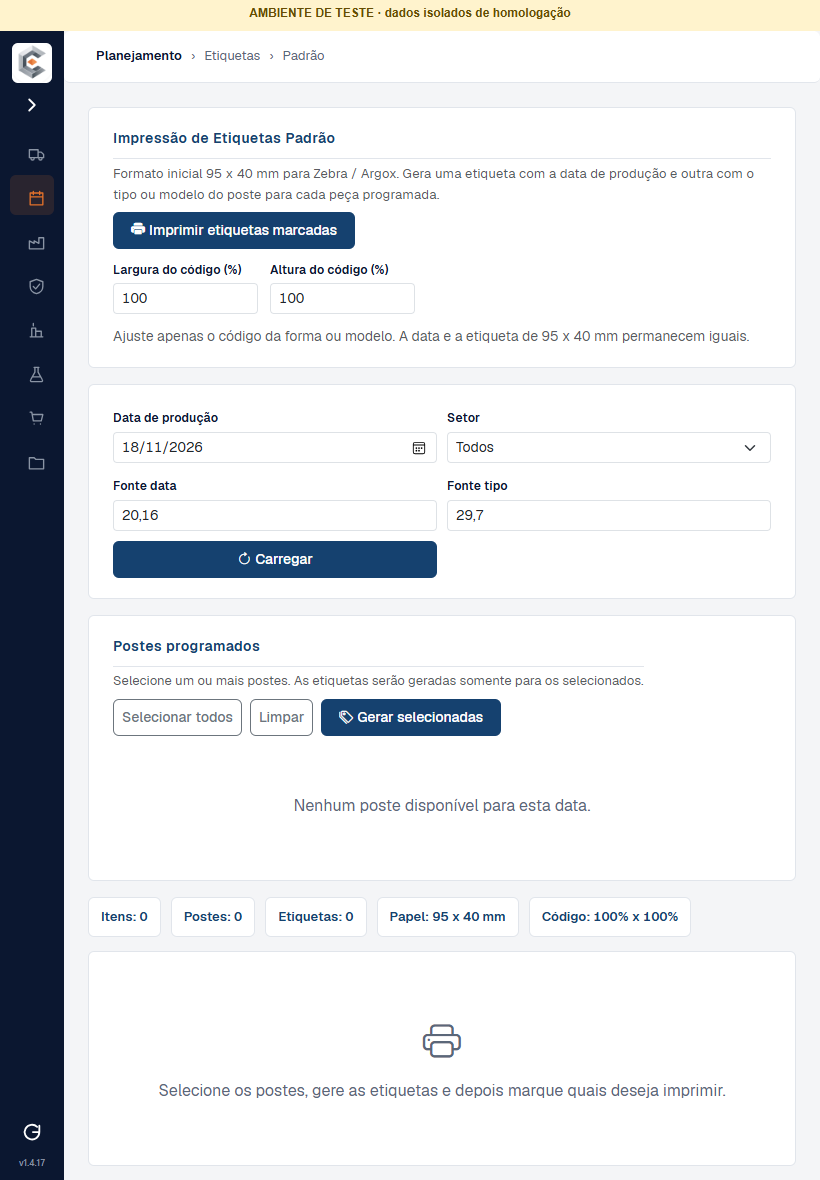 AMBIENTE DE TESTE · dados isolados de homologação
Planejamento › Etiquetas › Padrão
Impressão de Etiquetas Padrão
Formato inicial 95 x 40 mm para Zebra / Argox. Gera uma etiqueta com a data de produção e outra com o
tipo ou modelo do poste para cada peça programada.
Imprimir etiquetas marcadas
Largura do código (%) Altura do código (%)
100 100
Ajuste apenas o código da forma ou modelo. A data e a etiqueta de 95 x 40 mm permanecem iguais.
Data de produção Setor
18/11/2026 Todos
Fonte data Fonte tipo
20,16 29,7
Carregar
Postes programados
Selecione um ou mais postes. As etiquetas serão geradas somente para os selecionados.
Selecionar todos Limpar Gerar selecionadas
Nenhum poste disponível para esta data.
Itens: 0 Postes: 0 Etiquetas: 0 Papel: 95 x 40 mm Código: 100% x 100%
Selecione os postes, gere as etiquetas e depois marque quais deseja imprimir.
v1.4.17